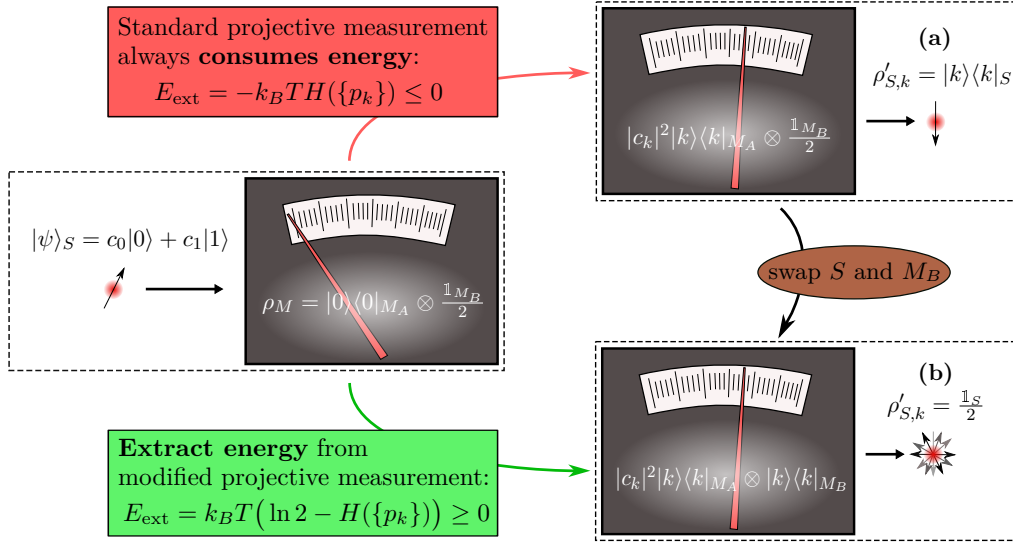 Standard projective measurement
always consumes energy:
E_ext = −k_B T H({p_k}) ≤ 0
|c_k|²|k⟩⟨k|_{M_A} ⊗ 𝟙_{M_B}/2
(a)
ρ′_{S,k} = |k⟩⟨k|_S
|ψ⟩_S = c_0|0⟩ + c_1|1⟩
ρ_M = |0⟩⟨0|_{M_A} ⊗ 𝟙_{M_B}/2
swap S and M_B
Extract energy from
modified projective measurement:
E_ext = k_B T(ln 2 − H({p_k})) ≥ 0
|c_k|²|k⟩⟨k|_{M_A} ⊗ |k⟩⟨k|_{M_B}
(b)
ρ′_{S,k} = 𝟙_S/2